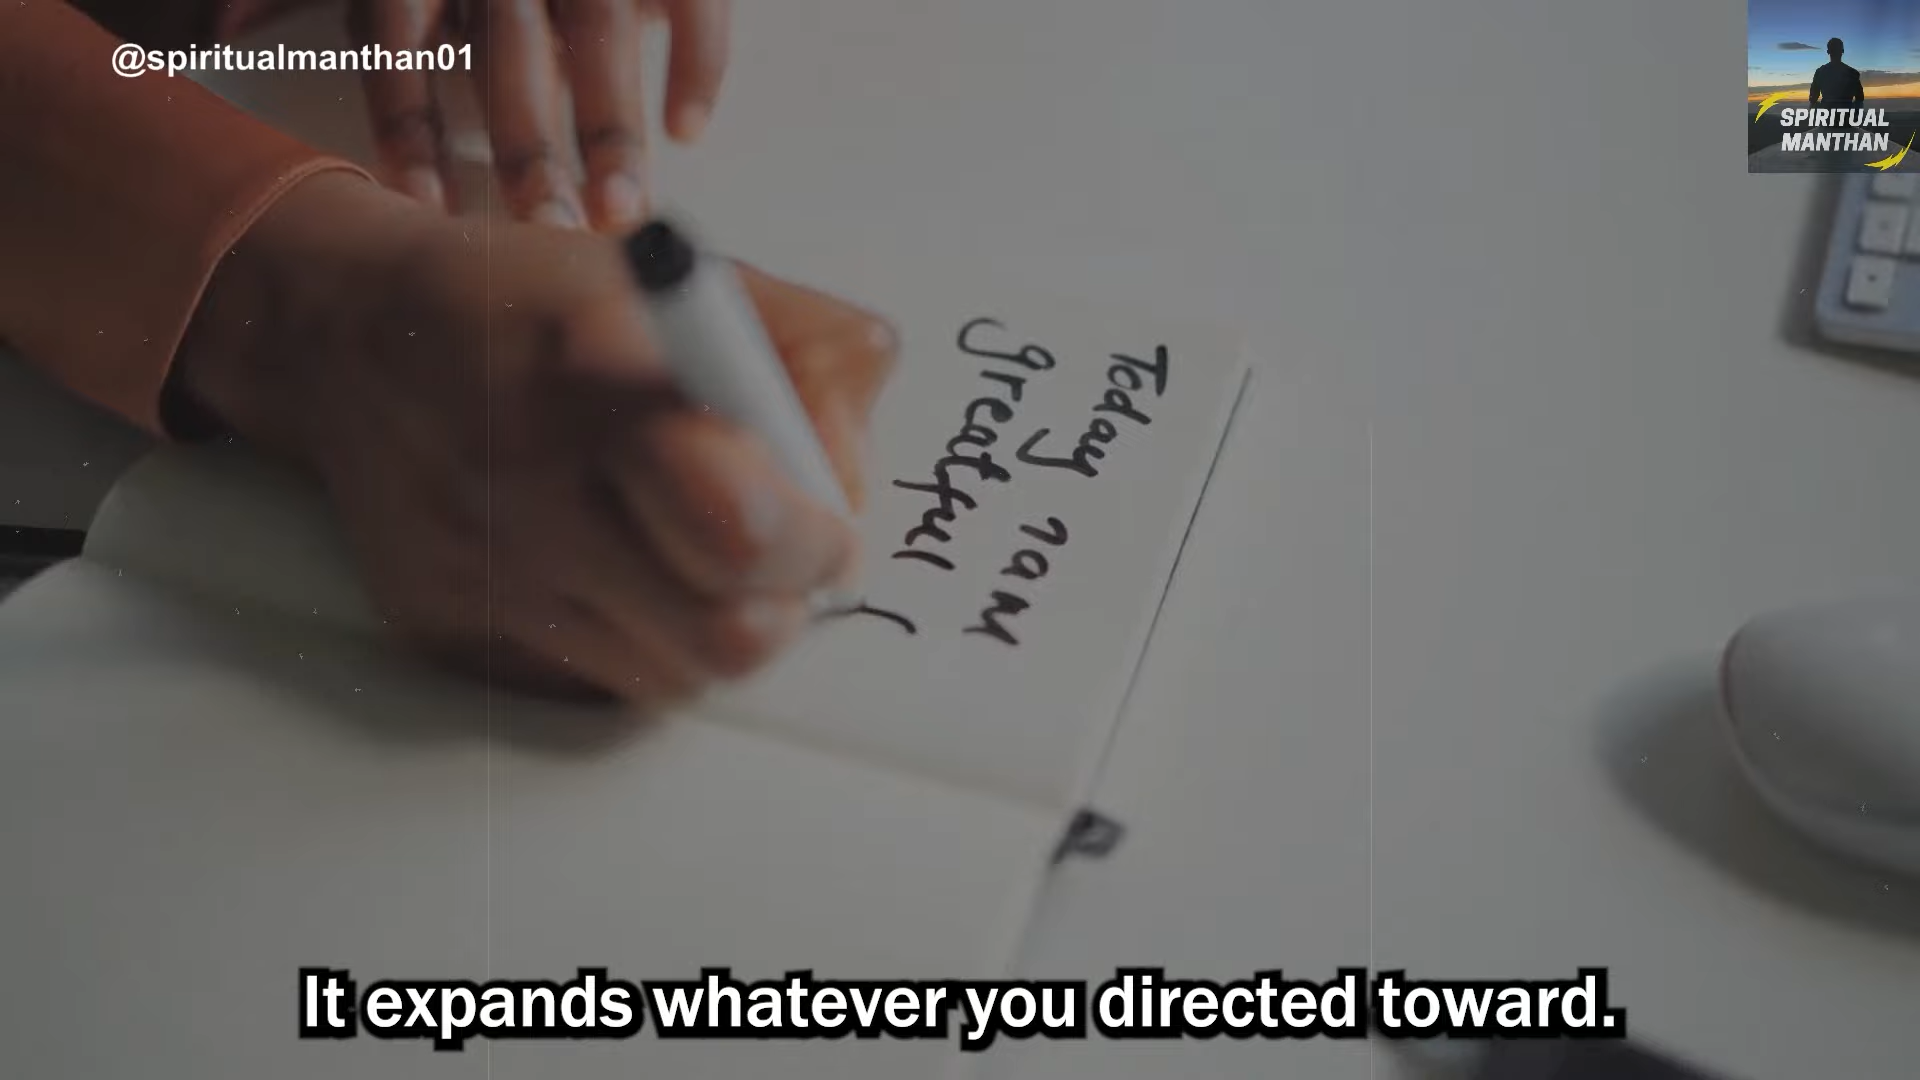 @spiritualmanthan01
SPIRITUAL
MANTHAN
Today I am
greatful
It expands whatever you directed toward.